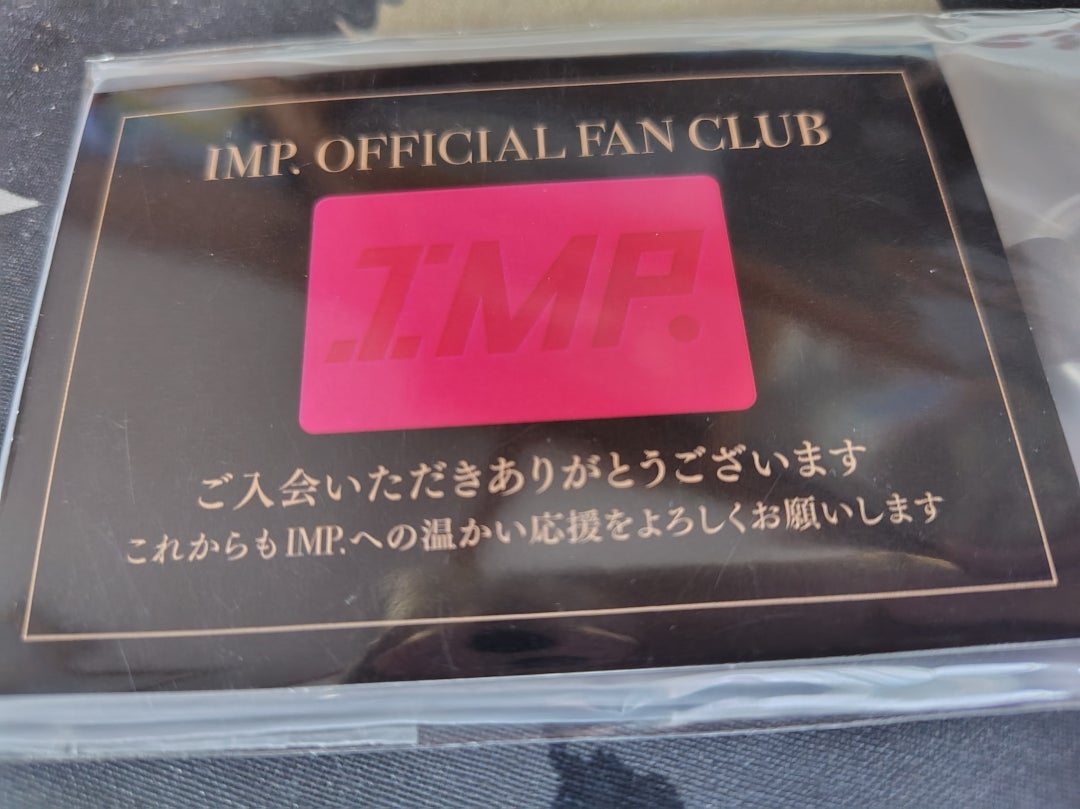 IMP. OFFICIAL FAN CLUB
IMP.
ご入会いただきありがとうございます
これからもIMP.への温かい応援をよろしくお願いします